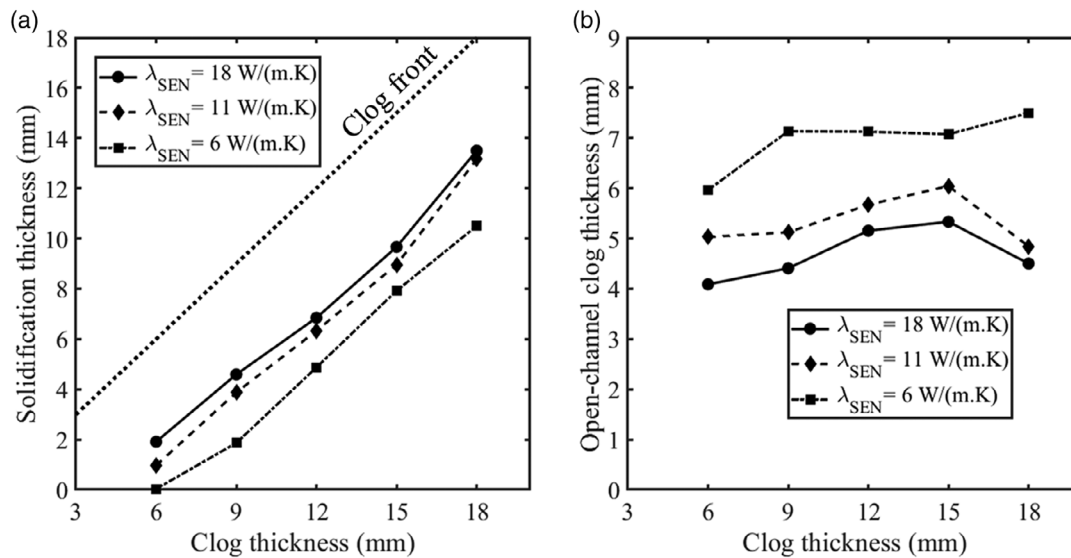 (a)
18
16
14
12
10
8
6
4
2
0
Solidification thickness (mm)
λSEN= 18 W/(m.K)
λSEN= 11 W/(m.K)
λSEN= 6 W/(m.K)
Clog front
3 6 9 12 15 18
Clog thickness (mm)
(b)
9
8
7
6
5
4
3
2
1
0
Open-channel clog thickness (mm)
λSEN= 18 W/(m.K)
λSEN= 11 W/(m.K)
λSEN= 6 W/(m.K)
3 6 9 12 15 18
Clog thickness (mm)